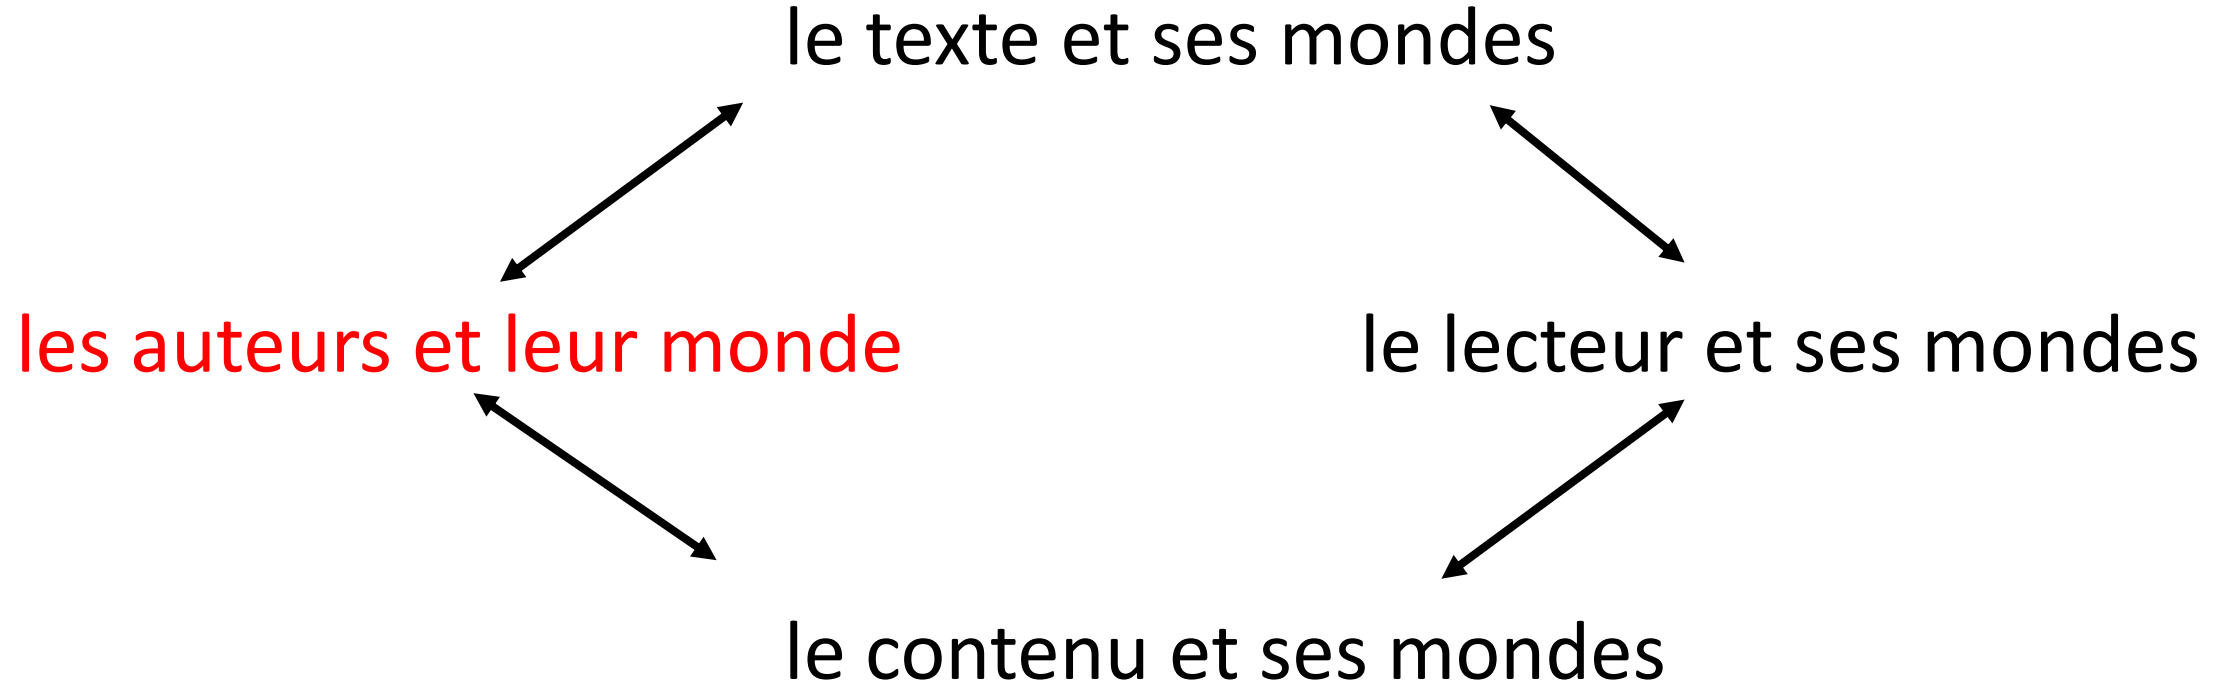 le texte et ses mondes
les auteurs et leur monde
le lecteur et ses mondes
le contenu et ses mondes